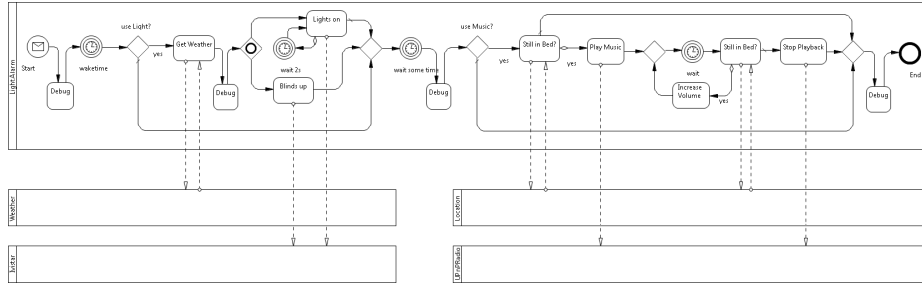 LightAlarm
Start
Debug
waketime
use Light?
yes
Get Weather
Debug
Lights on
wait 2s
Blinds up
wait some time
Debug
use Music?
yes
Still in Bed?
yes
Play Music
wait
Increase
Volume
Still in Bed?
yes
Stop Playback
Debug
End
Weather
Location
UPnPRadio